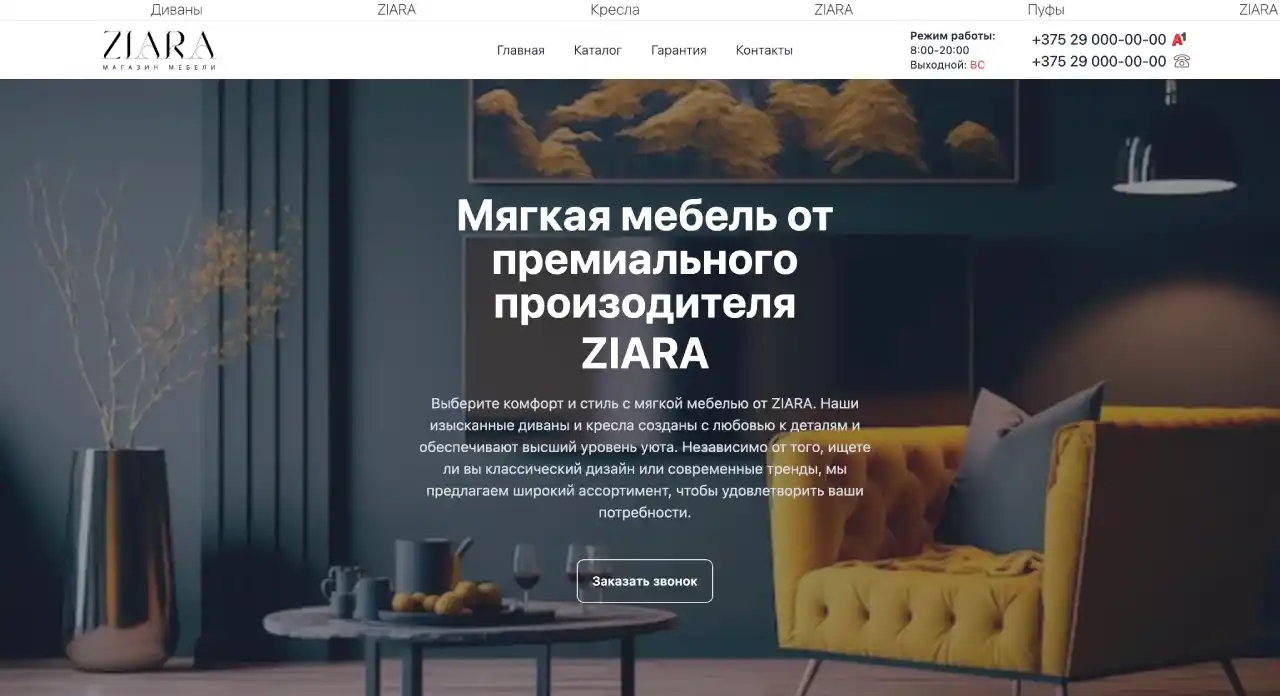 Диваны ZIARA Кресла ZIARA Пуфы ZIARA
ZIARA
МАГАЗИН МЕБЕЛИ
Главная Каталог Гарантия Контакты
Режим работы:
8:00-20:00
Выходной: ВС
+375 29 000-00-00 A1
+375 29 000-00-00
Мягкая мебель от
премиального
произодителя
ZIARA
Выберите комфорт и стиль с мягкой мебелью от ZIARA. Наши
изысканные диваны и кресла созданы с любовью к деталям и
обеспечивают высший уровень уюта. Независимо от того, ищете
ли вы классический дизайн или современные тренды, мы
предлагаем широкий ассортимент, чтобы удовлетворить ваши
потребности.
Заказать звонок